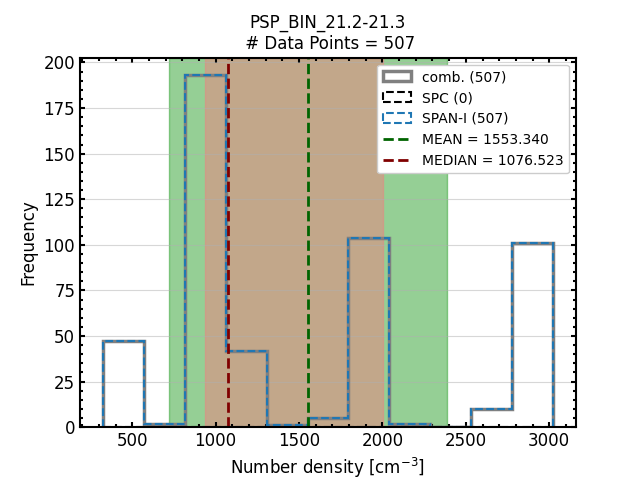 PSP_BIN_21.2-21.3
# Data Points = 507
200
175
150
125
100
75
50
25
0
Frequency
comb. (507)
SPC (0)
SPAN-I (507)
MEAN = 1553.340
MEDIAN = 1076.523
500 1000 1500 2000 2500 3000
Number density [cm⁻³]